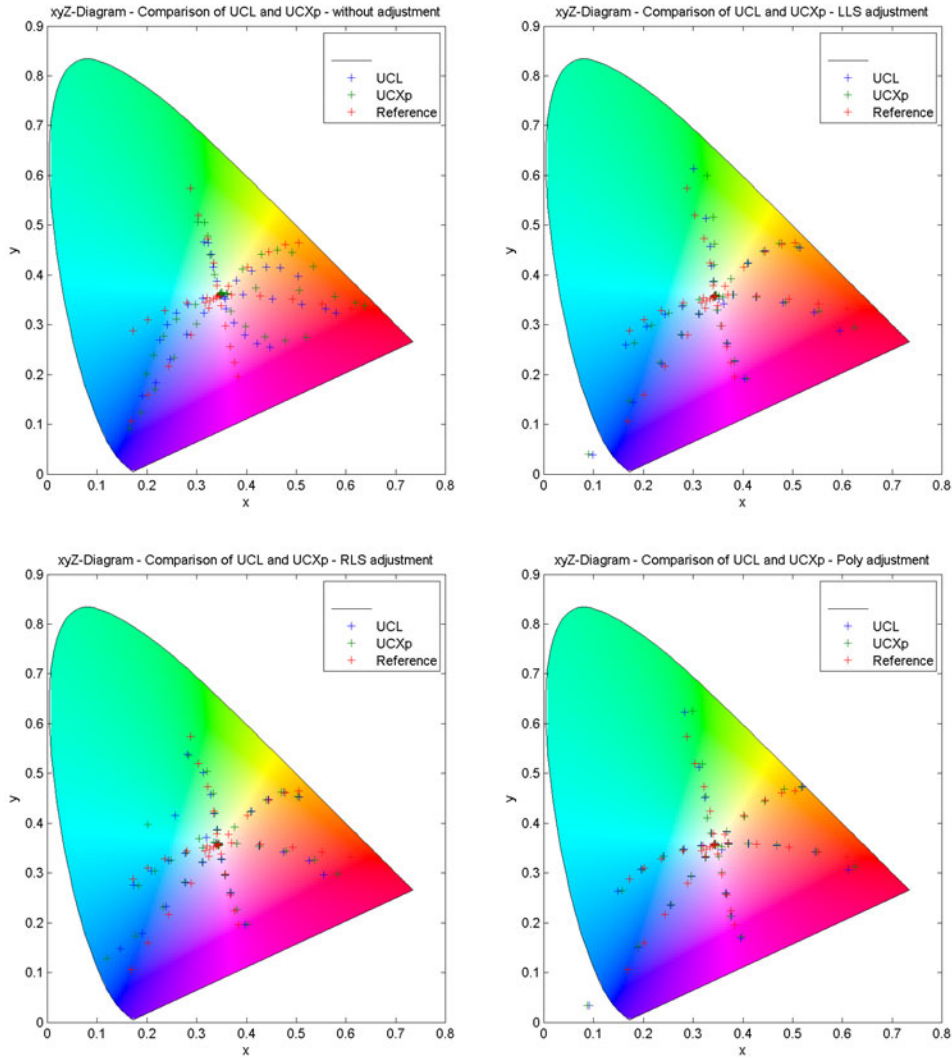 xyZ-Diagram - Comparison of UCL and UCXp - without adjustment
0.9
0.8
0.7
0.6
0.5
0.4
0.3
0.2
0.1
0
y
0 0.1 0.2 0.3 0.4 0.5 0.6 0.7 0.8
x
UCL
UCXp
Reference
xyZ-Diagram - Comparison of UCL and UCXp - LLS adjustment
0.9
0.8
0.7
0.6
0.5
0.4
0.3
0.2
0.1
0
y
0 0.1 0.2 0.3 0.4 0.5 0.6 0.7 0.8
x
UCL
UCXp
Reference
xyZ-Diagram - Comparison of UCL and UCXp - RLS adjustment
0.9
0.8
0.7
0.6
0.5
0.4
0.3
0.2
0.1
0
y
0 0.1 0.2 0.3 0.4 0.5 0.6 0.7 0.8
x
UCL
UCXp
Reference
xyZ-Diagram - Comparison of UCL and UCXp - Poly adjustment
0.9
0.8
0.7
0.6
0.5
0.4
0.3
0.2
0.1
0
y
0 0.1 0.2 0.3 0.4 0.5 0.6 0.7 0.8
x
UCL
UCXp
Reference